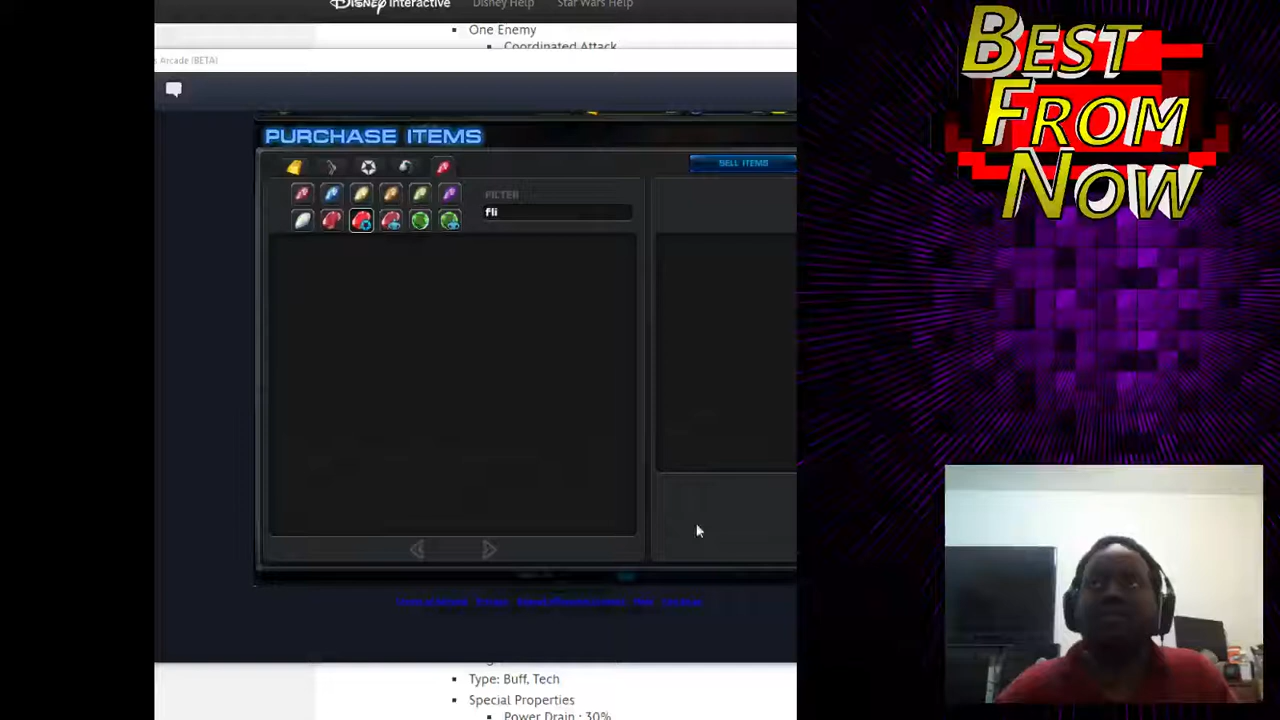 Disney Interactive
Disney Help
Star Wars Help
One Enemy
Coordinated Attack
s Arcade (BETA)
PURCHASE ITEMS
SELL ITEMS
FILTER
fli
Type: Buff, Tech
Special Properties
Power Drain : 30%
BEST
FROM
NOW